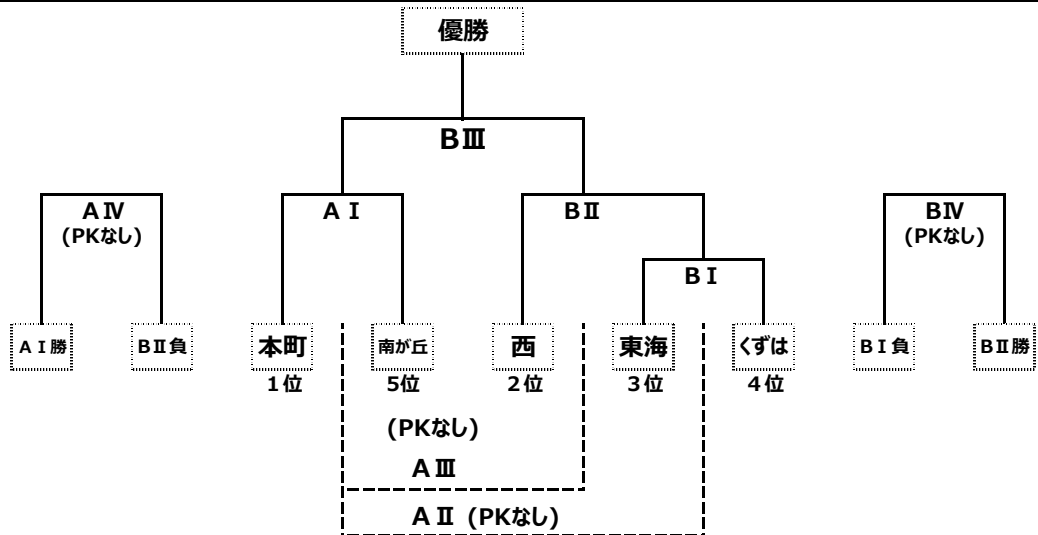 優勝
BⅢ
AⅣ
(PKなし)
AⅠ
BⅡ
BⅣ
(PKなし)
BⅠ
AⅠ勝
BⅡ負
本町
南が丘
西
東海
くずは
BⅠ負
BⅡ勝
1位
5位
2位
3位
4位
(PKなし)
AⅢ
AⅡ (PKなし)